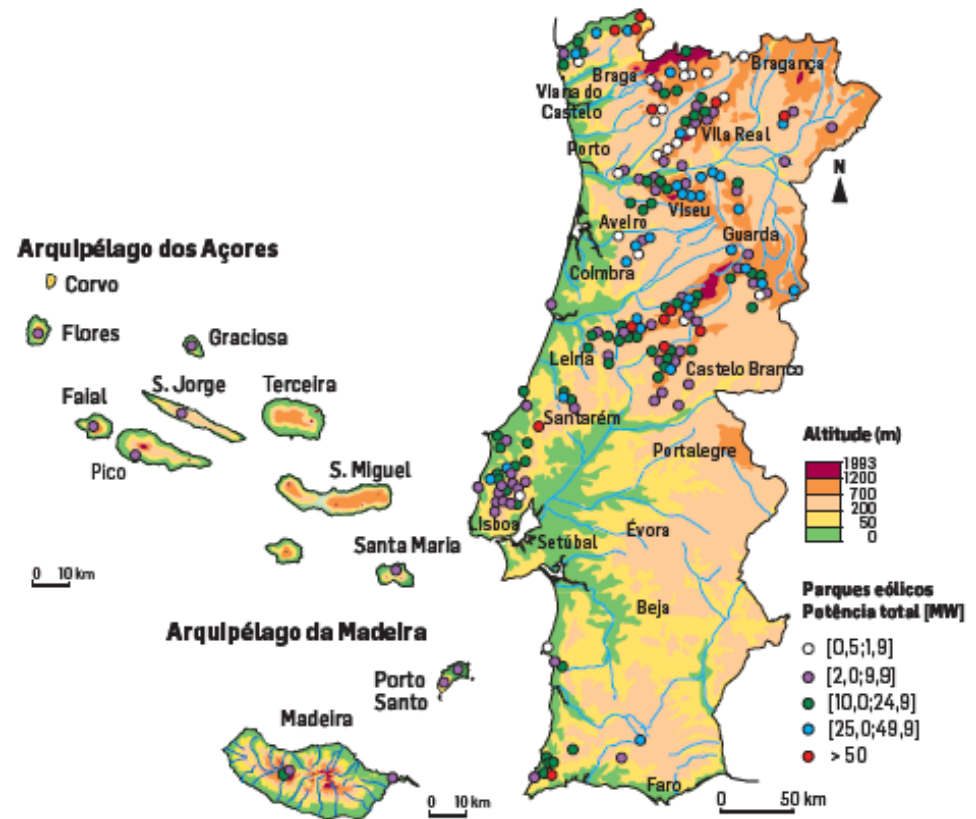 Arquipélago dos Açores
Corvo
Flores
Graciosa
S. Jorge
Terceira
Faial
Pico
S. Miguel
Santa Maria
0 10 km
Arquipélago da Madeira
Porto
Santo
Madeira
0 10 km
Bragança
Braga
Viana do
Castelo
Vila Real
Porto
N
Viseu
Aveiro
Guarda
Coimbra
Leiria
Castelo Branco
Santarém
Portalegre
Lisboa
Évora
Setúbal
Beja
Faro
0 50 km
Altitude (m)
1993
1200
700
200
50
0
Parques eólicos
Potência total [MW]
[0,5;1,9]
[2,0;9,9]
[10,0;24,9]
[25,0;49,9]
> 50